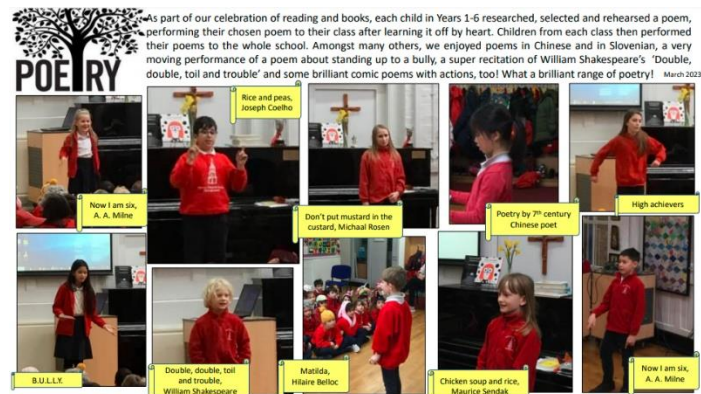 POETRY
As part of our celebration of reading and books, each child in Years 1-6 researched, selected and rehearsed a poem,
performing their chosen poem to their class after learning it off by heart. Children from each class then performed
their poems to the whole school. Amongst many others, we enjoyed poems in Chinese and in Slovenian, a very
moving performance of a poem about standing up to a bully, a super recitation of William Shakespeare's 'Double,
double, toil and trouble' and some brilliant comic poems with actions, too! What a brilliant range of poetry! March 2023
Now I am six,
A. A. Milne
Rice and peas,
Joseph Coelho
Don't put mustard in the
custard, Michaal Rosen
Poetry by 7th century
Chinese poet
High achievers
B.U.L.L.Y.
Double, double, toil
and trouble,
William Shakespeare
Matilda,
Hilaire Belloc
Chicken soup and rice,
Maurice Sendak
Now I am six,
A. A. Milne